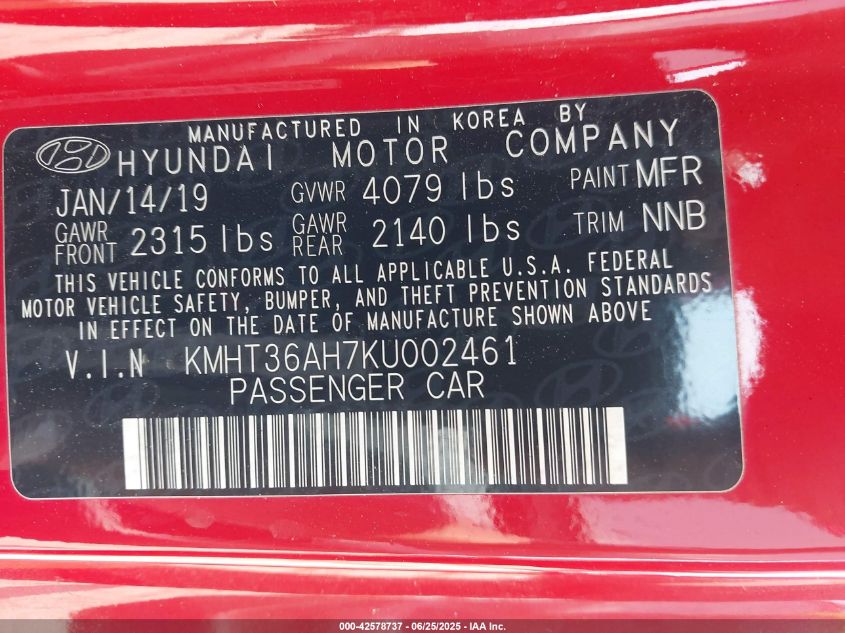 MANUFACTURED IN KOREA BY
HYUNDAI MOTOR COMPANY
JAN/14/19 GVWR 4079 lbs PAINT MFR
GAWR FRONT 2315 lbs GAWR REAR 2140 lbs TRIM NNB
THIS VEHICLE CONFORMS TO ALL APPLICABLE U.S.A. FEDERAL
MOTOR VEHICLE SAFETY, BUMPER, AND THEFT PREVENTION STANDARDS
IN EFFECT ON THE DATE OF MANUFACTURE SHOWN ABOVE
V.I.N KMHT36AH7KU002461
PASSENGER CAR
000-42578737 - 06/25/2025 - IAA Inc.